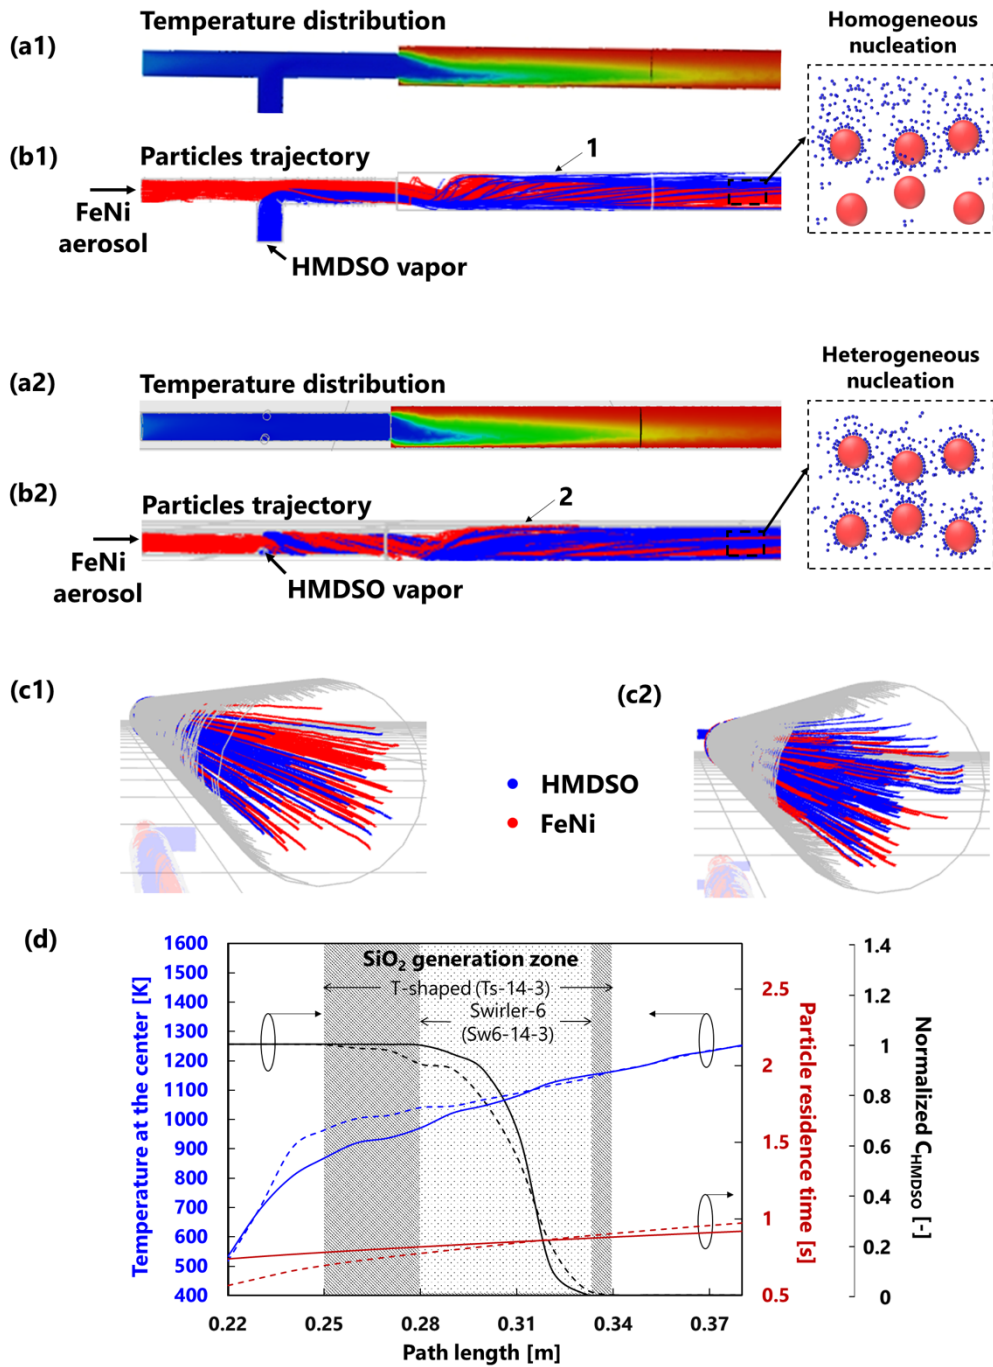 (a1)
Temperature distribution
Homogeneous
nucleation
(b1)
Particles trajectory
1
FeNi
aerosol
HMDSO vapor
(a2)
Temperature distribution
Heterogeneous
nucleation
(b2)
Particles trajectory
2
FeNi
aerosol
HMDSO vapor
(c1)
(c2)
HMDSO
FeNi
(d)
SiO₂ generation zone
T-shaped (Ts-14-3)
Swirler-6
(Sw6-14-3)
Temperature at the center [K]
1600
1500
1400
1300
1200
1100
1000
900
800
700
600
500
400
0.22
0.25
0.28
0.31
0.34
0.37
Path length [m]
2.5
2
1.5
1
0.5
Particle residence time [s]
1.4
1.2
1
0.8
0.6
0.4
0.2
0
Normalized C_HMDSO [-]